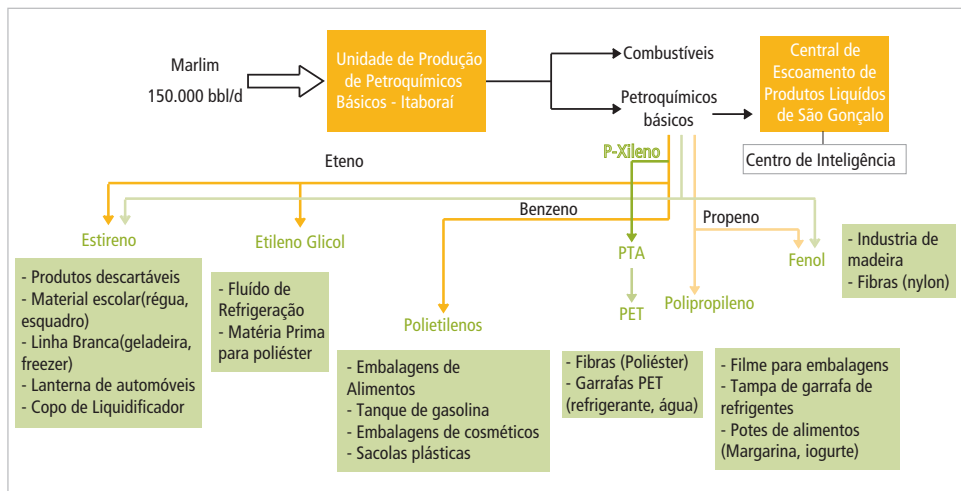 Marlim
150.000 bbl/d
Unidade de Produção
de Petroquímicos
Básicos - Itaboraí
Combustíveis
Petroquímicos
básicos
Central de
Escoamento de
Produtos Liquídos
de São Gonçalo
Centro de Inteligência
P-Xileno
Eteno
Benzeno
Propeno
Estireno
- Produtos descartáveis
- Material escolar(régua,
esquadro)
- Linha Branca(geladeira,
freezer)
- Lanterna de automóveis
- Copo de Liquidificador
Etileno Glicol
- Fluído de
Refrigeração
- Matéria Prima
para poliéster
Polietilenos
- Embalagens de
Alimentos
- Tanque de gasolina
- Embalagens de cosméticos
- Sacolas plásticas
PTA
PET
- Fibras (Poliéster)
- Garrafas PET
(refrigerante, água)
Polipropileno
- Filme para embalagens
- Tampa de garrafa de
refrigentes
- Potes de alimentos
(Margarina, iogurte)
Fenol
- Industria de
madeira
- Fibras (nylon)